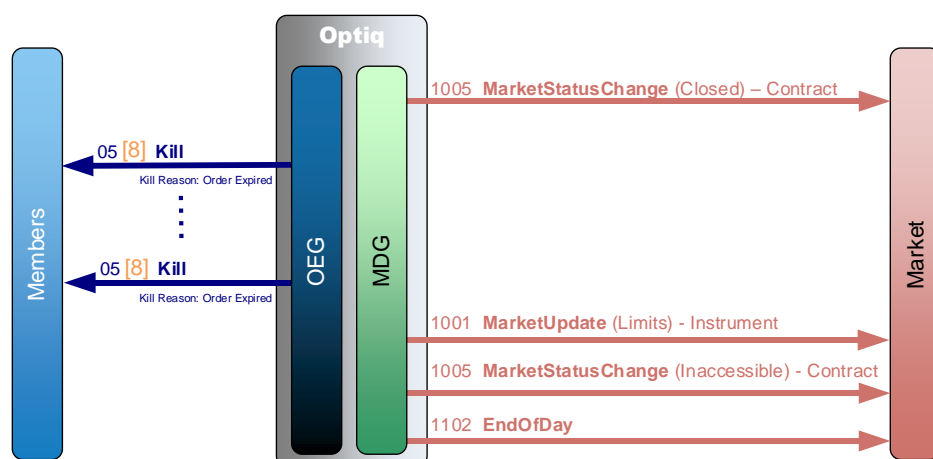 Optiq
1005 MarketStatusChange (Closed) – Contract
05 [8] Kill
Kill Reason: Order Expired
Members
OEG
MDG
Market
05 [8] Kill
Kill Reason: Order Expired
1001 MarketUpdate (Limits) - Instrument
1005 MarketStatusChange (Inaccessible) - Contract
1102 EndOfDay